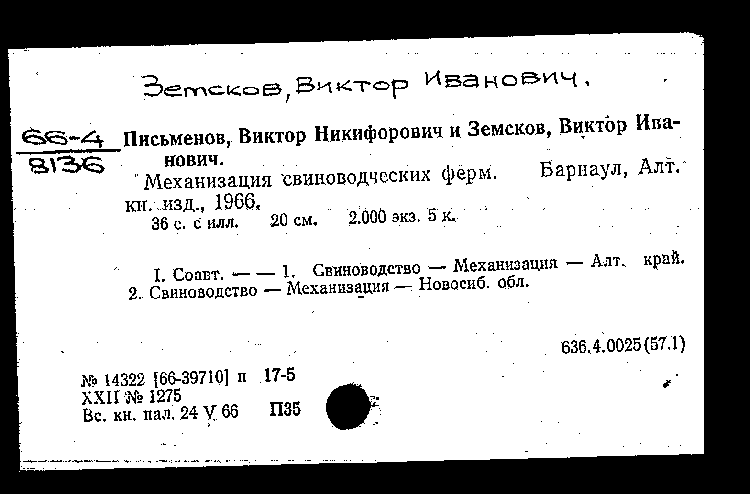 Земсков, Виктор Иванович.
66-4
8136
Письменов, Виктор Никифорович и Земсков, Виктор Ива-
нович.
Механизация свиноводческих ферм. Барнаул, Алт.
кн. изд., 1966.
36 с. с илл. 20 см. 2.000 экз. 5 к.
I. Соавт. — — 1. Свиноводство — Механизация — Алт. край.
2. Свиноводство — Механизация — Новосиб. обл.
636.4.0025(57.1)
№ 14322 [66-39710] п 17-5
XXII № 1275
Вс. кн. пал. 24 V 66 П35